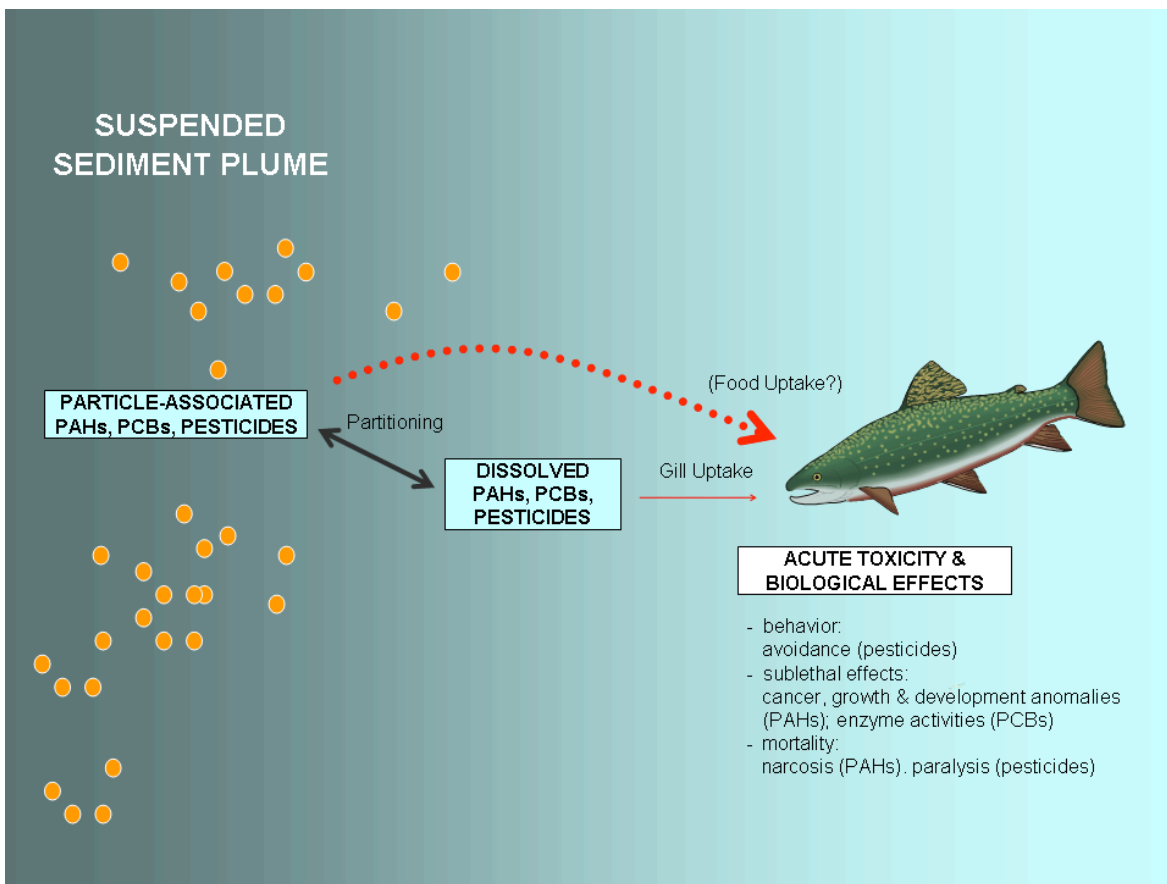 SUSPENDED
SEDIMENT PLUME
(Food Uptake?)
PARTICLE-ASSOCIATED
PAHs, PCBs, PESTICIDES
Partitioning
DISSOLVED
PAHs, PCBs,
PESTICIDES
Gill Uptake
ACUTE TOXICITY &
BIOLOGICAL EFFECTS
- behavior:
avoidance (pesticides)
- sublethal effects:
cancer, growth & development anomalies
(PAHs); enzyme activities (PCBs)
- mortality:
narcosis (PAHs). paralysis (pesticides)